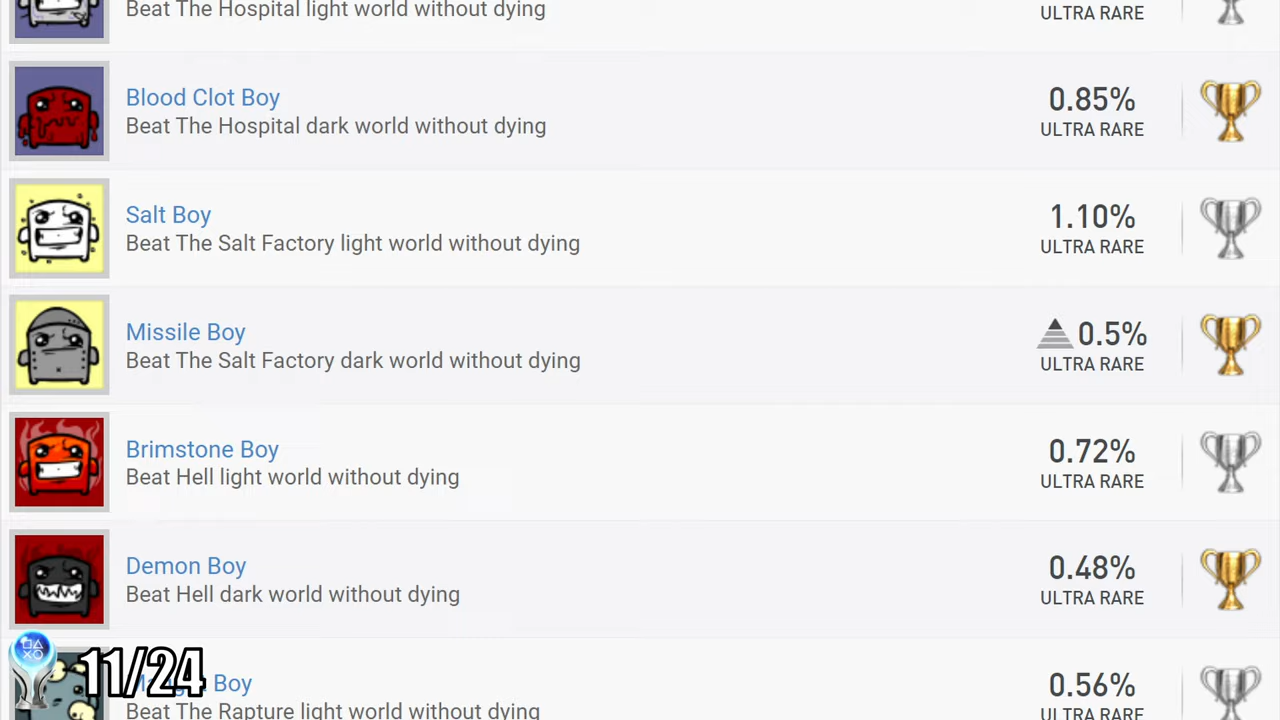 Beat The Hospital light world without dying
ULTRA RARE
Blood Clot Boy
Beat The Hospital dark world without dying
0.85%
ULTRA RARE
Salt Boy
Beat The Salt Factory light world without dying
1.10%
ULTRA RARE
Missile Boy
Beat The Salt Factory dark world without dying
0.5%
ULTRA RARE
Brimstone Boy
Beat Hell light world without dying
0.72%
ULTRA RARE
Demon Boy
Beat Hell dark world without dying
0.48%
ULTRA RARE
11/24
Boy
Beat The Rapture light world without dying
0.56%
ULTRA RARE